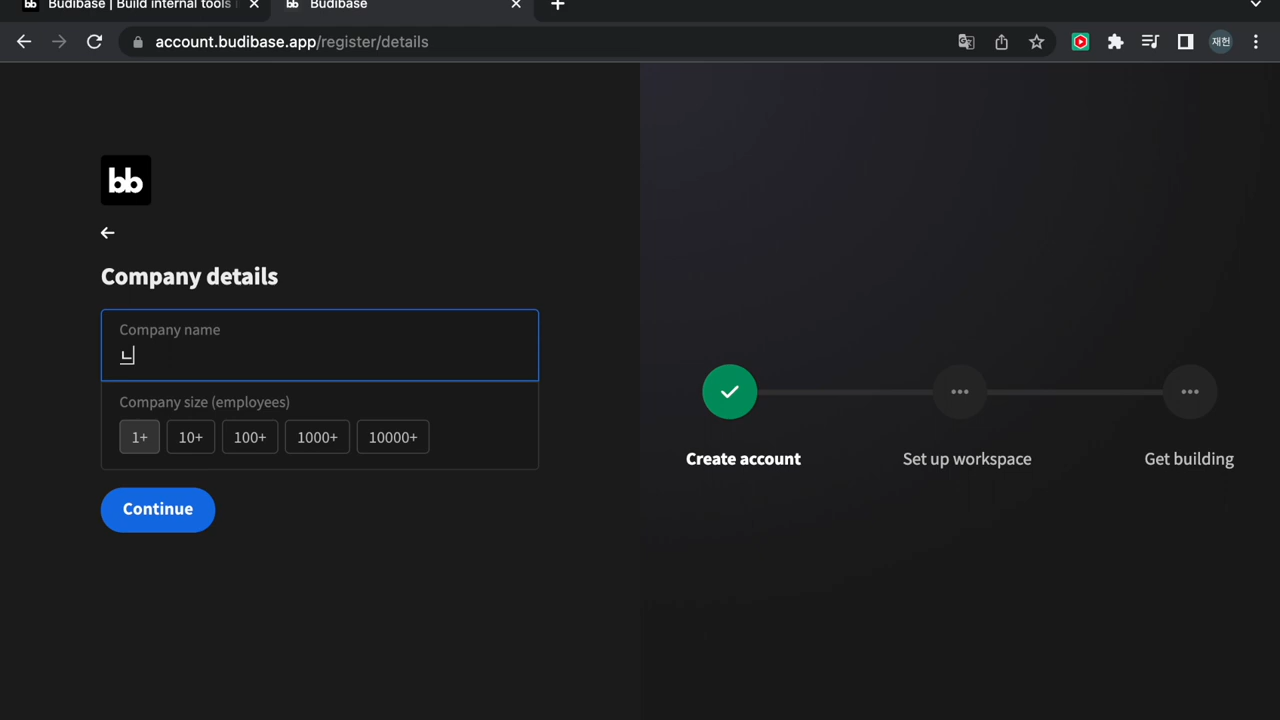 Budibase | Build internal tools
Budibase
account.budibase.app/register/details
재헌
bb
Company details
Company name
ㄴ
Company size (employees)
1+ 10+ 100+ 1000+ 10000+
Continue
Create account
Set up workspace
Get building